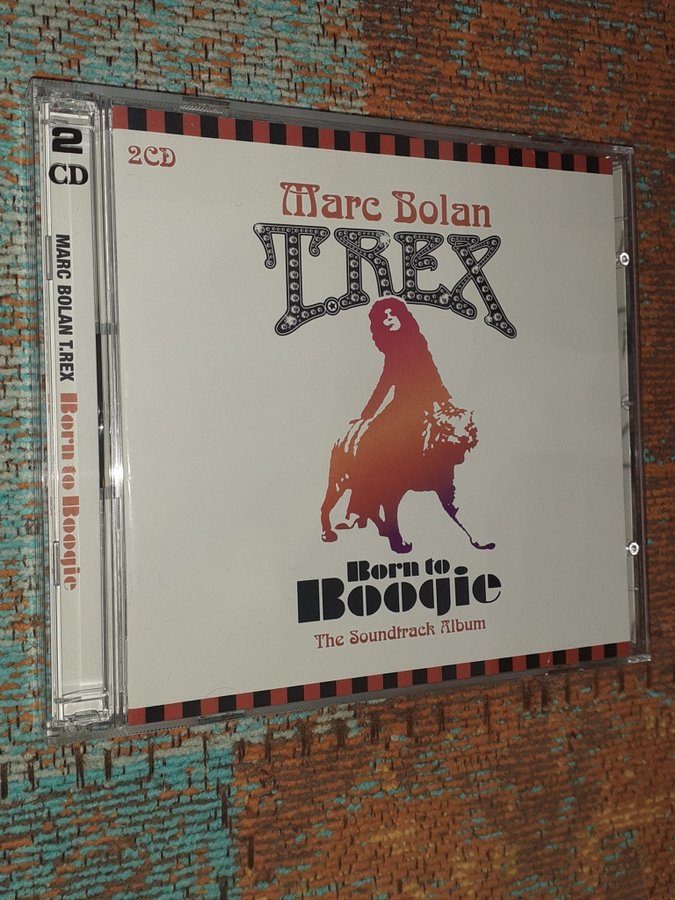 2
CD
MARC BOLAN T.REX Born to Boogie
2CD
Marc Bolan
T.REX
Born to
Boogie
The Soundtrack Album